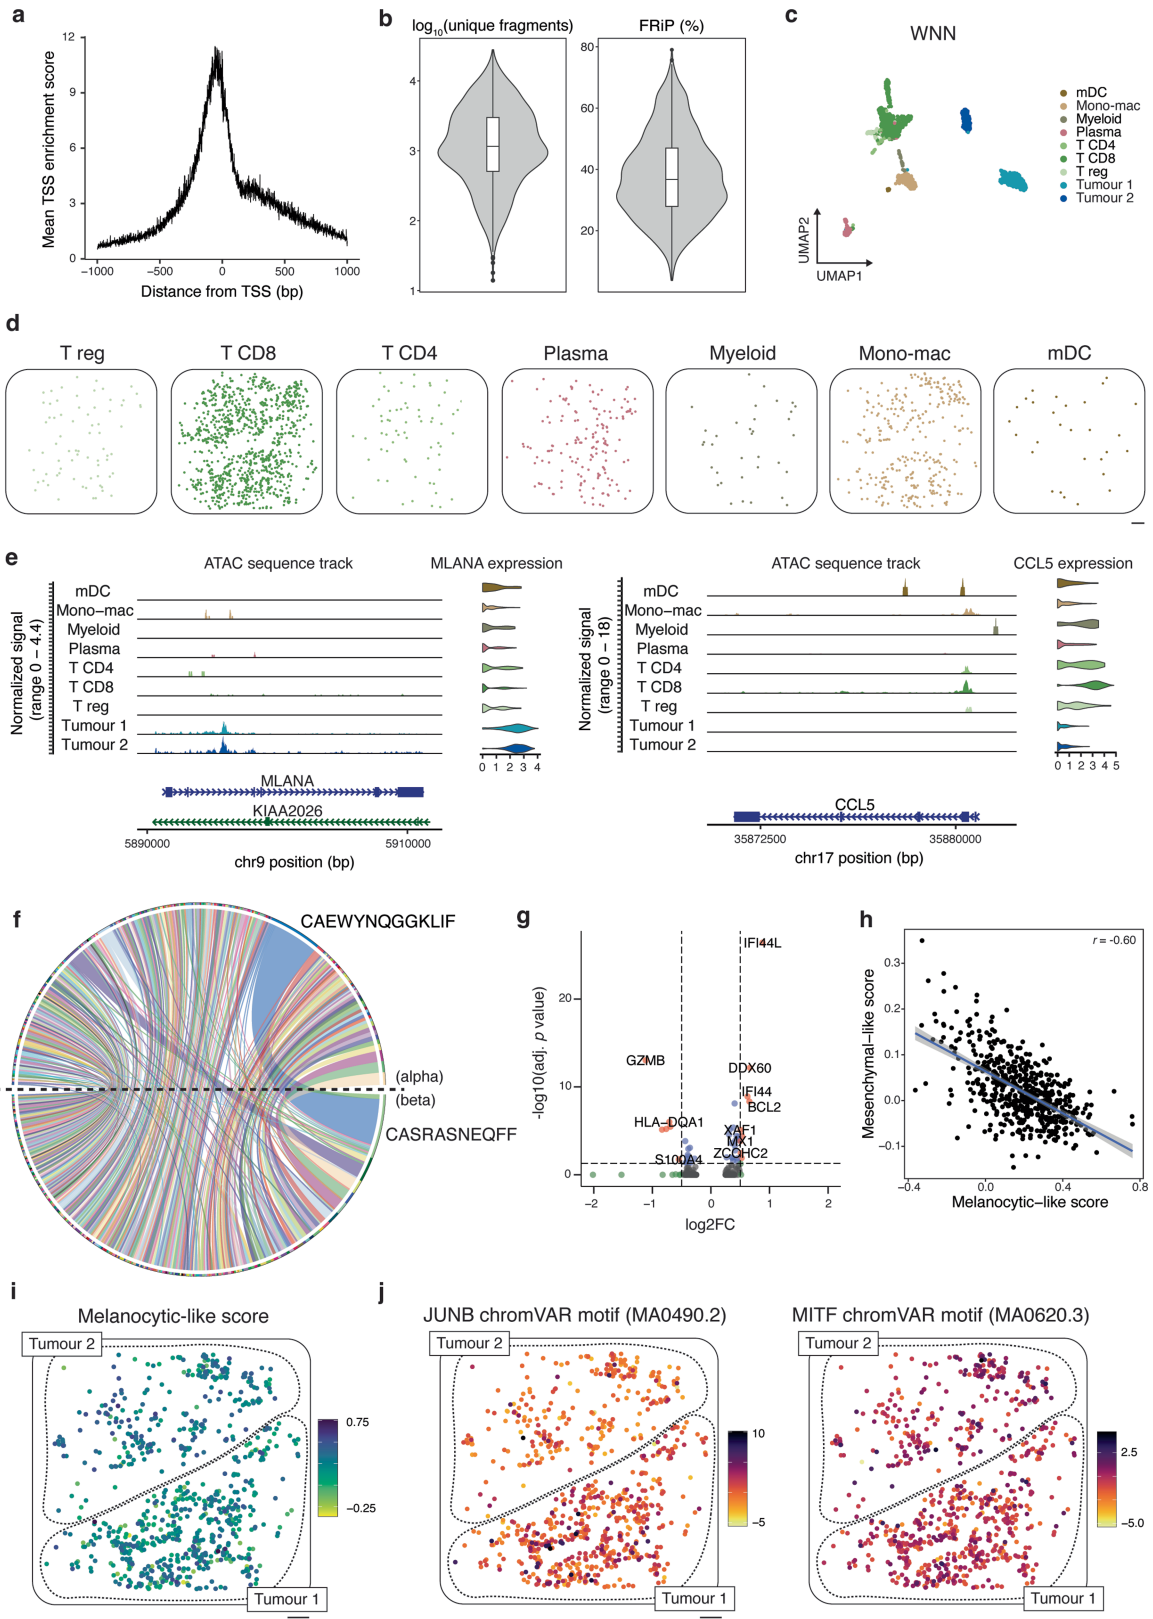 a
Mean TSS enrichment score
12
9
6
3
0
−1000
−500
0
500
1000
Distance from TSS (bp)
b
log10(unique fragments)
4
3
2
1
FRiP (%)
80
60
40
20
c
WNN
mDC
Mono-mac
Myeloid
Plasma
T CD4
T CD8
T reg
Tumour 1
Tumour 2
UMAP2
UMAP1
d
T reg
T CD8
T CD4
Plasma
Myeloid
Mono-mac
mDC
e
ATAC sequence track
MLANA expression
Normalized signal
(range 0 – 4.4)
mDC
Mono−mac
Myeloid
Plasma
T CD4
T CD8
T reg
Tumour 1
Tumour 2
0 1 2 3 4
MLANA
KIAA2026
5890000
5910000
chr9 position (bp)
ATAC sequence track
CCL5 expression
Normalized signal
(range 0 – 18)
mDC
Mono−mac
Myeloid
Plasma
T CD4
T CD8
T reg
Tumour 1
Tumour 2
0 1 2 3 4 5
CCL5
35872500
35880000
chr17 position (bp)
f
CAEWYNQGGKLIF
(alpha)
(beta)
CASRASNEQFF
g
-log10(adj. p value)
20
10
0
IFI44L
GZMB
DDX60
IFI44
BCL2
HLA−DQA1
XAF1
MX1
ZCCHC2
S100A4
−2
−1
0
1
2
log2FC
h
r = -0.60
Mesenchymal−like score
0.3
0.2
0.1
0.0
−0.1
−0.4
0.0
0.4
0.8
Melanocytic−like score
i
Melanocytic-like score
Tumour 2
Tumour 1
0.75
−0.25
j
JUNB chromVAR motif (MA0490.2)
Tumour 2
Tumour 1
10
−5
MITF chromVAR motif (MA0620.3)
Tumour 2
Tumour 1
2.5
−5.0